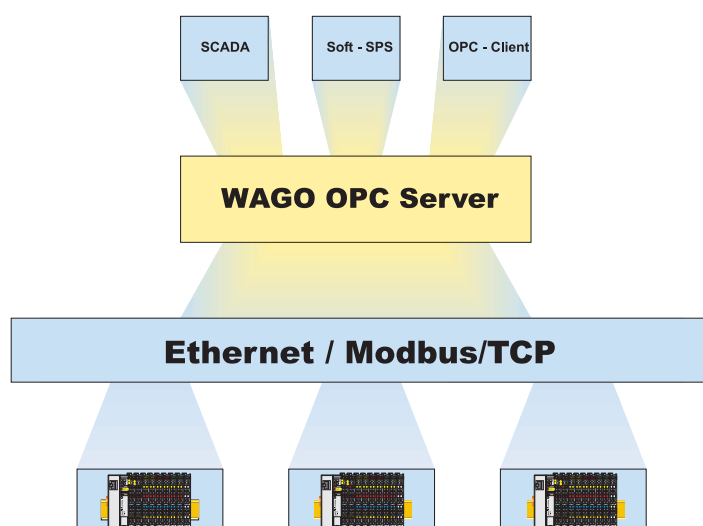 SCADA
Soft - SPS
OPC - Client
WAGO OPC Server
Ethernet / Modbus/TCP